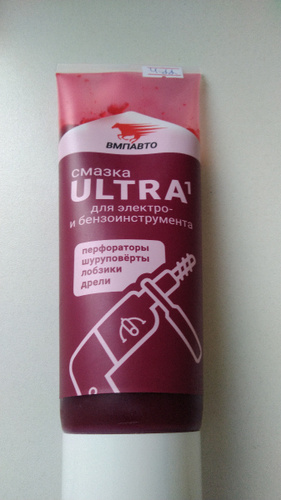 ВМПАВТО
смазка
ULTRA¹
для электро-
и бензоинструмента
перфораторы
шуруповёрты
лобзики
дрели